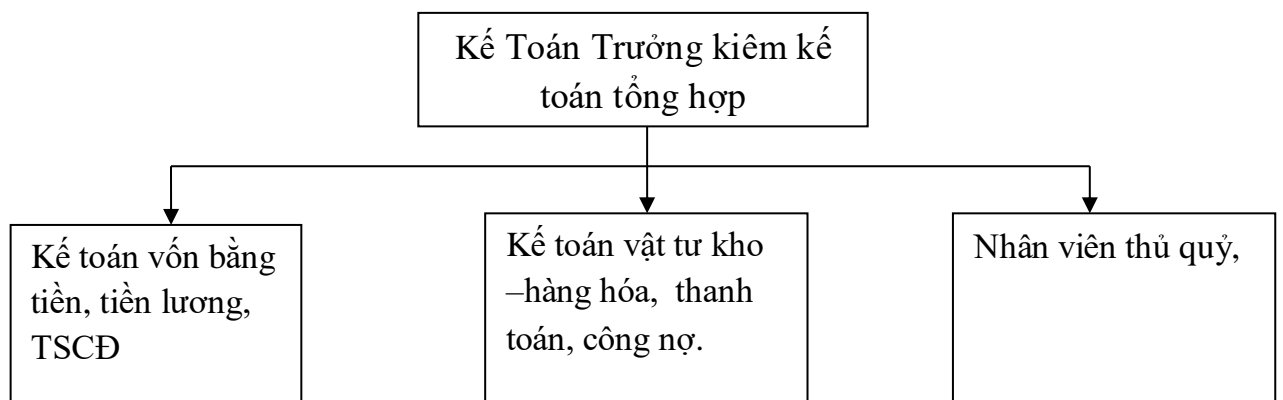 Kế Toán Trưởng kiêm kế
toán tổng hợp
Kế toán vốn bằng
tiền, tiền lương,
TSCĐ
Kế toán vật tư kho
–hàng hóa, thanh
toán, công nợ.
Nhân viên thủ quỷ,